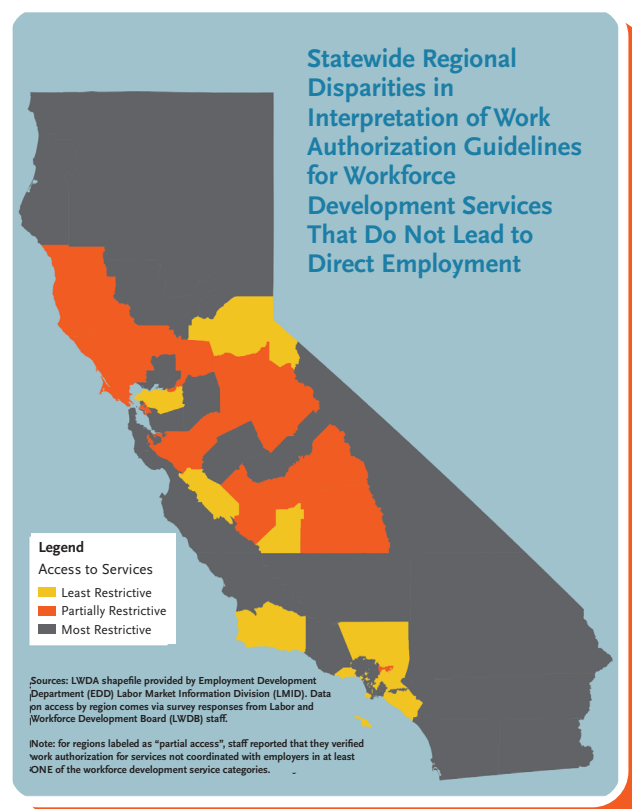 Statewide Regional
Disparities in
Interpretation of Work
Authorization Guidelines
for Workforce
Development Services
That Do Not Lead to
Direct Employment
Legend
Access to Services
Least Restrictive
Partially Restrictive
Most Restrictive
Sources: LWDA shapefile provided by Employment Development
Department (EDD) Labor Market Information Division (LMID). Data
on access by region comes via survey responses from Labor and
Workforce Development Board (LWDB) staff.
Note: for regions labeled as “partial access”, staff reported that they verified
work authorization for services not coordinated with employers in at least
ONE of the workforce development service categories.